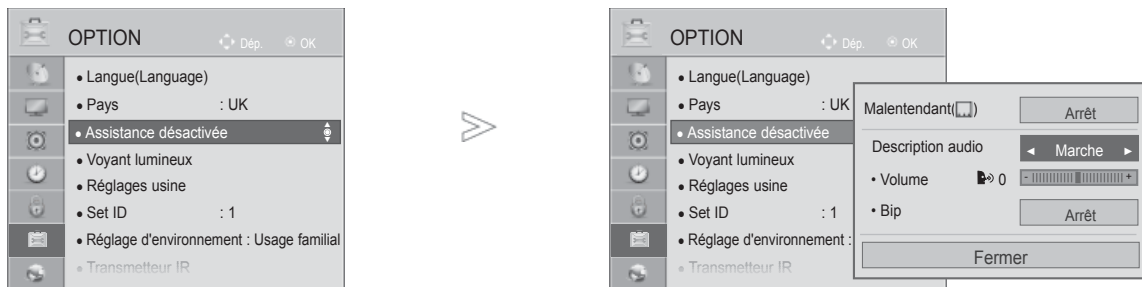 OPTION Dép. OK
• Langue(Language)
• Pays : UK
• Assistance désactivée
• Voyant lumineux
• Réglages usine
• Set ID : 1
• Réglage d'environnement : Usage familial
• Transmetteur IR
OPTION Dép. OK
• Langue(Language)
• Pays : UK
• Assistance désactivée
• Voyant lumineux
• Réglages usine
• Set ID : 1
• Réglage d'environnement :
• Transmetteur IR
Malentendant( ) Arrêt
Description audio ◄ Marche ►
• Volume 0 - +
• Bip Arrêt
Fermer